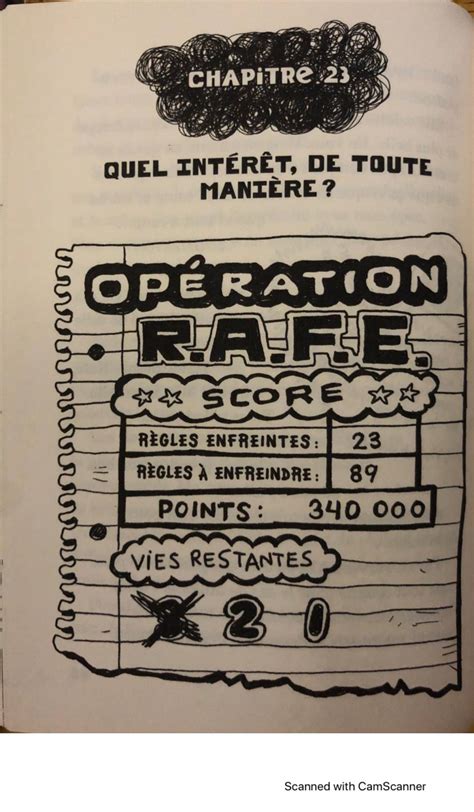 CHAPiTRE 23
QUEL INTÉRÊT, DE TOUTE
MANIÈRE ?
OPÉRATION
R.A.F.E.
SCORE
RÈGLES ENFREINTES : 23
RÈGLES À ENFREINDRE : 89
POINTS : 340 000
ViES RESTANTES
3 2 1
Scanned with CamScanner